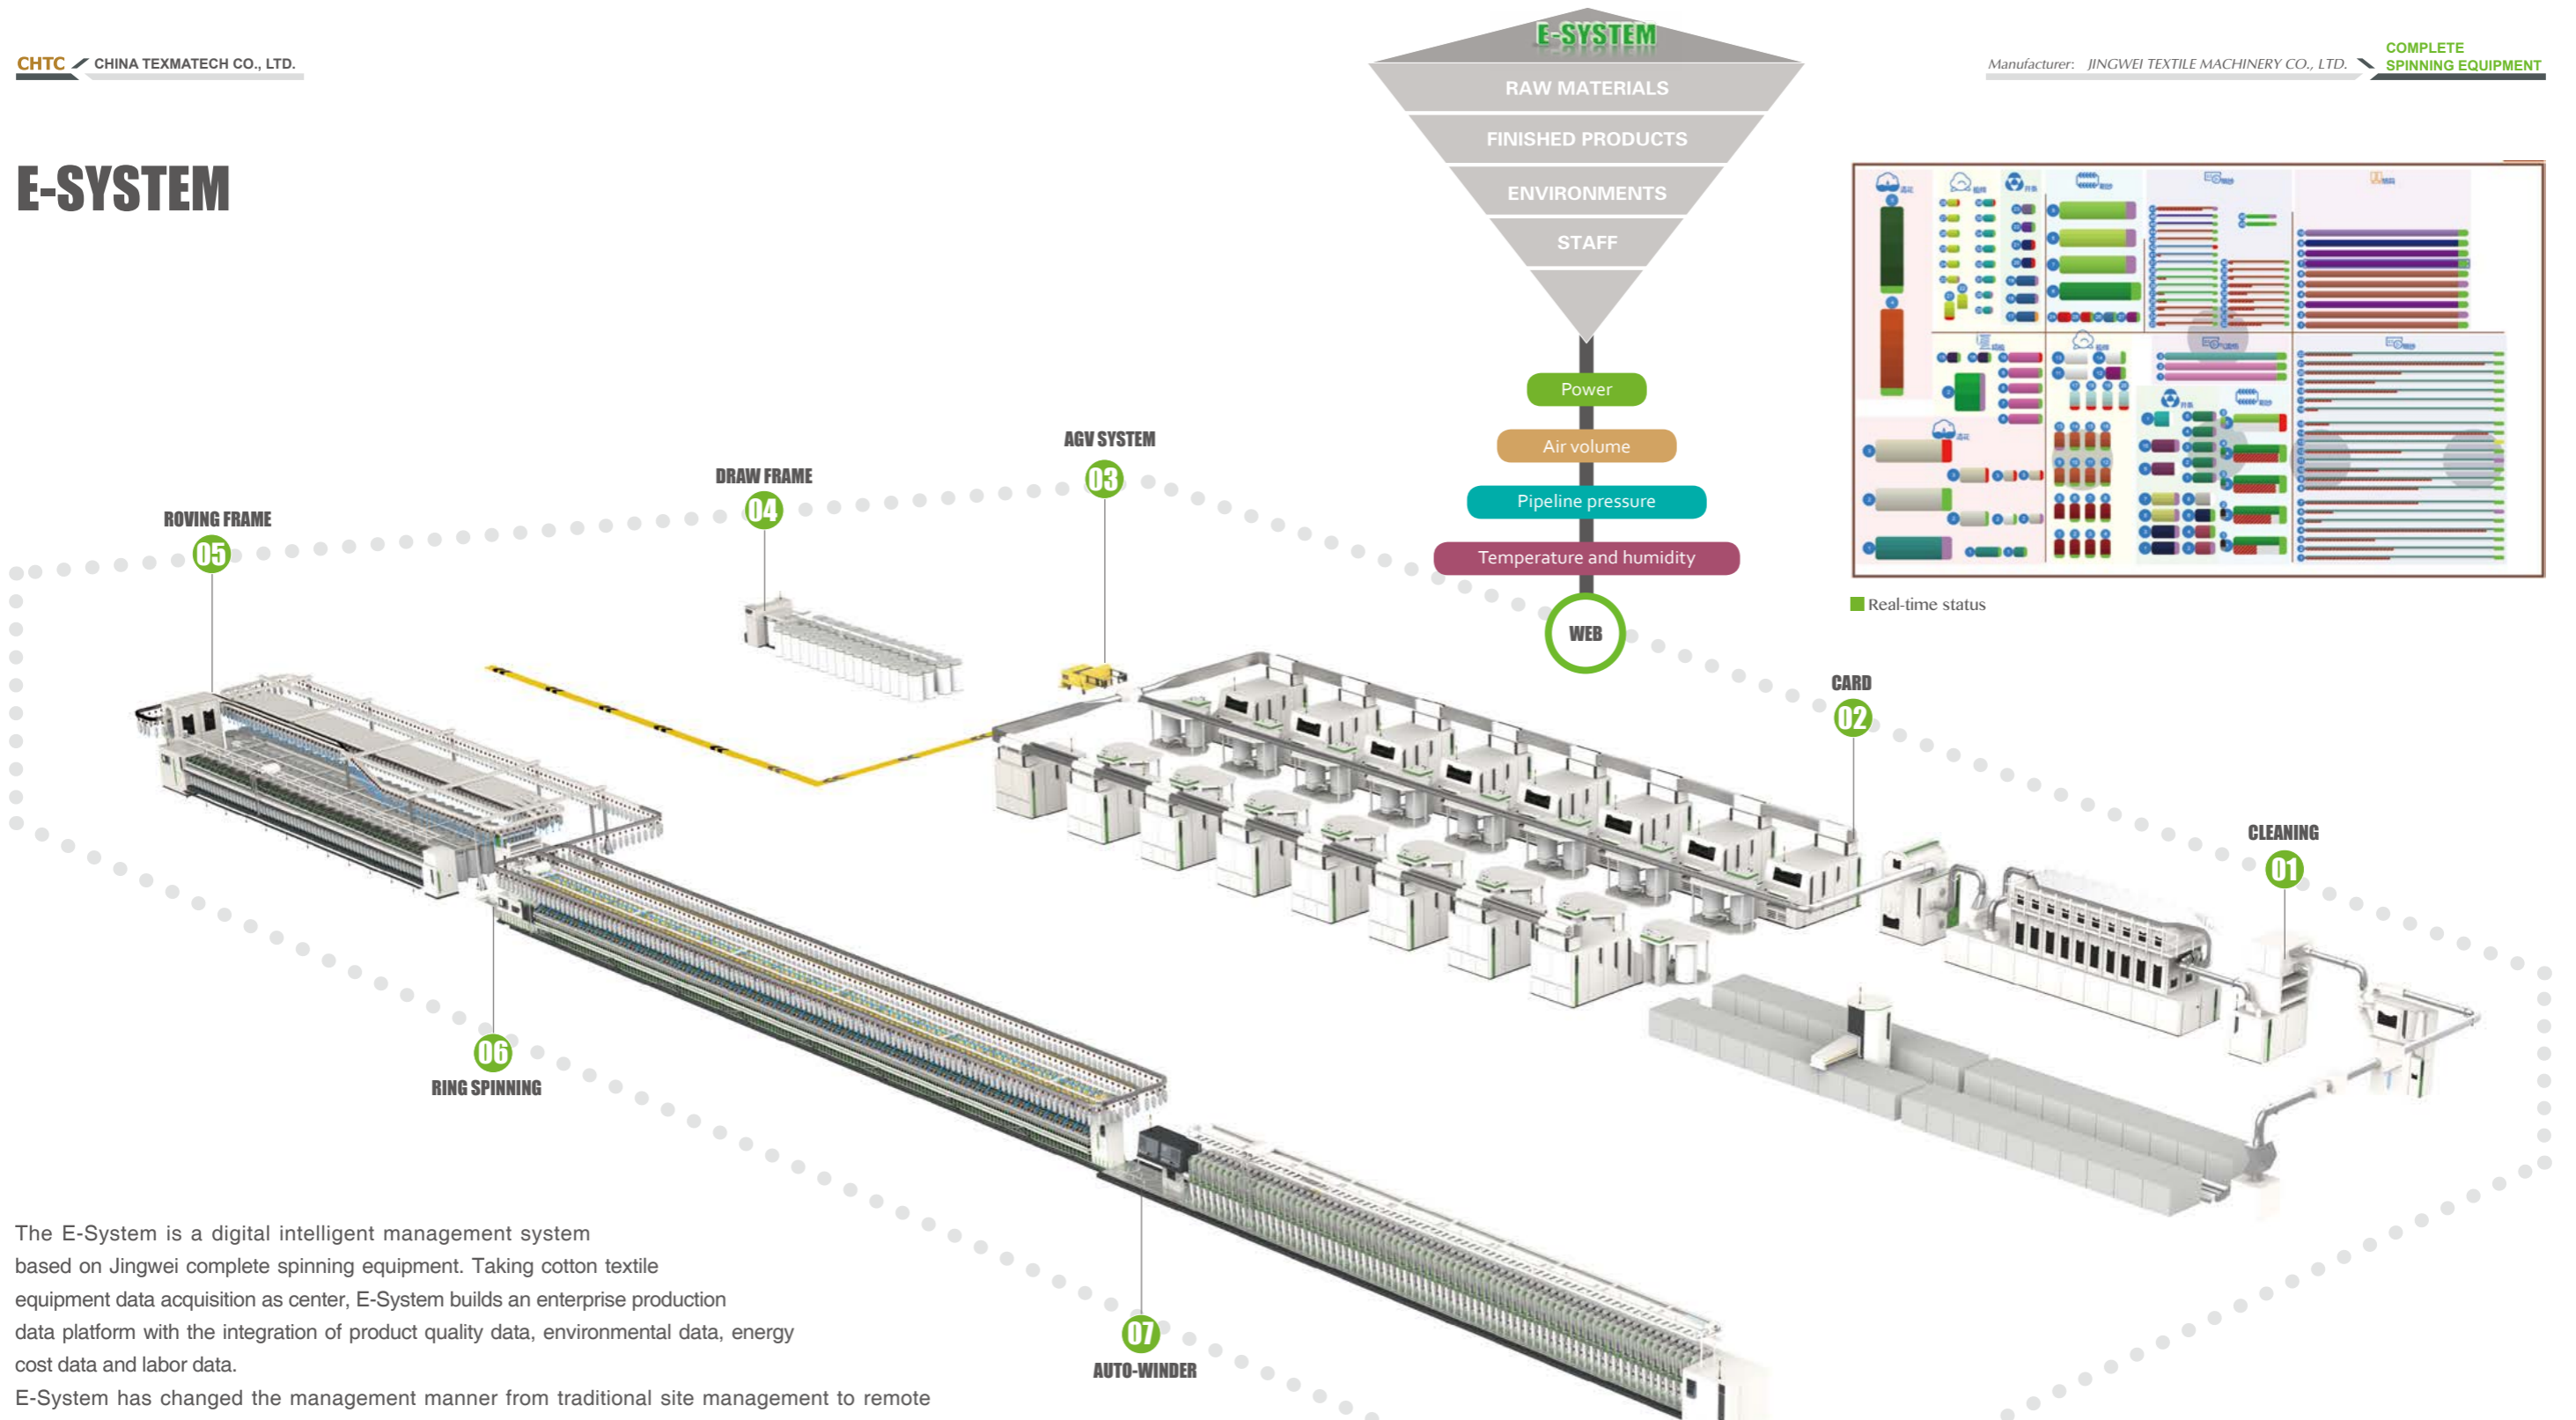 CHTC CHINA TEXMATECH CO., LTD.
Manufacturer: JINGWEI TEXTILE MACHINERY CO., LTD.
COMPLETE
SPINNING EQUIPMENT
E-SYSTEM
E-SYSTEM
RAW MATERIALS
FINISHED PRODUCTS
ENVIRONMENTS
STAFF
Power
Air volume
Pipeline pressure
Temperature and humidity
WEB
Real-time status
AGV SYSTEM
03
DRAW FRAME
04
ROVING FRAME
05
CARD
02
CLEANING
01
06
RING SPINNING
07
AUTO-WINDER
The E-System is a digital intelligent management system
based on Jingwei complete spinning equipment. Taking cotton textile
equipment data acquisition as center, E-System builds an enterprise production
data platform with the integration of product quality data, environmental data, energy
cost data and labor data.
E-System has changed the management manner from traditional site management to remote